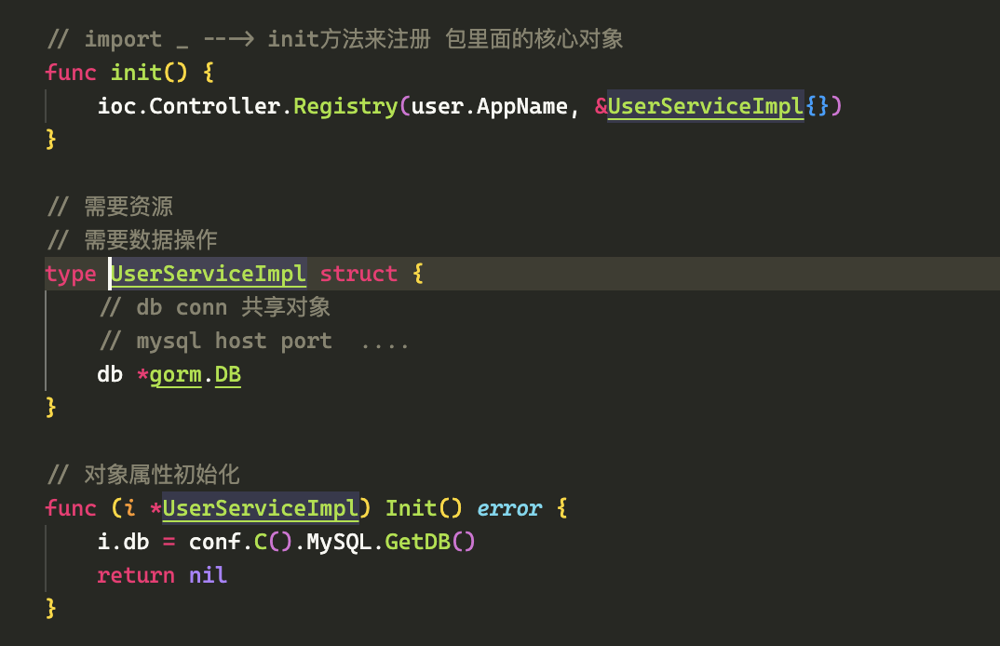 // import _ ---> init方法来注册 包里面的核心对象
func init() {
    ioc.Controller.Registry(user.AppName, &UserServiceImpl{})
}
// 需要资源
// 需要数据操作
type UserServiceImpl struct {
    // db conn 共享对象
    // mysql host port  ....
    db *gorm.DB
}
// 对象属性初始化
func (i *UserServiceImpl) Init() error {
    i.db = conf.C().MySQL.GetDB()
    return nil
}